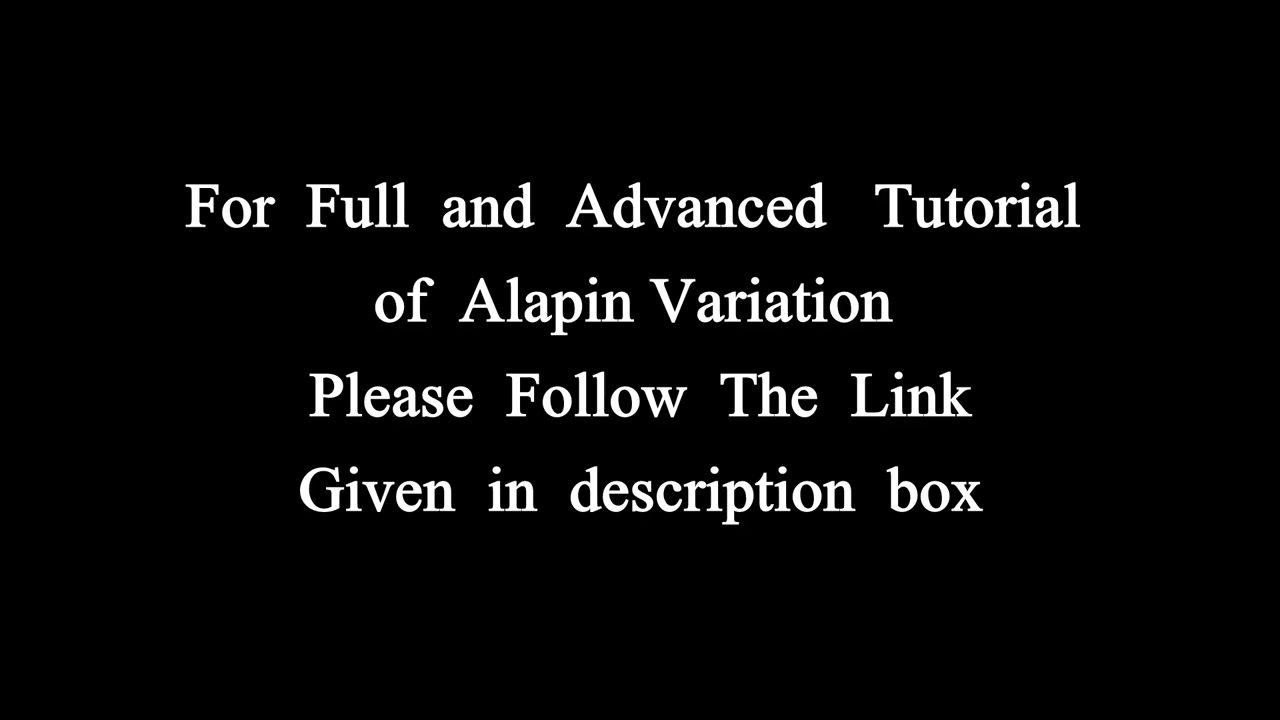 For Full and Advanced Tutorial
of Alapin Variation
Please Follow The Link
Given in description box